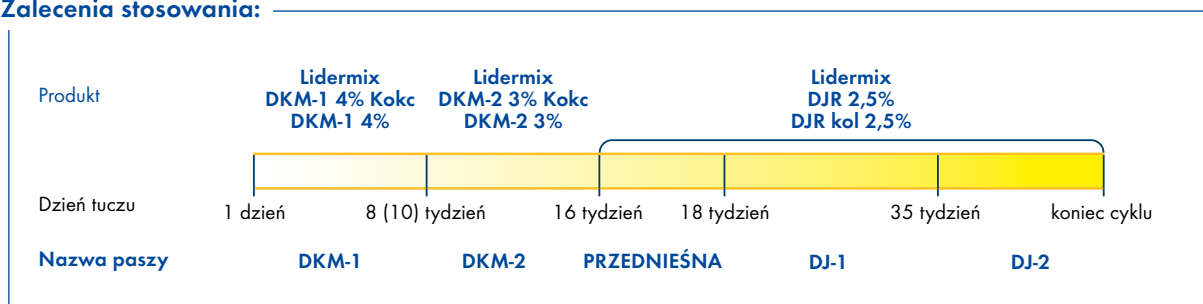 Zalecenia stosowania:
Produkt
Lidermix
DKM-1 4% Kokc
DKM-1 4%
Lidermix
DKM-2 3% Kokc
DKM-2 3%
Lidermix
DJR 2,5%
DJR kol 2,5%
Dzień tuczu
1 dzień
8 (10) tydzień
16 tydzień
18 tydzień
35 tydzień
koniec cyklu
Nazwa paszy
DKM-1
DKM-2
PRZEDNIEŚNA
DJ-1
DJ-2